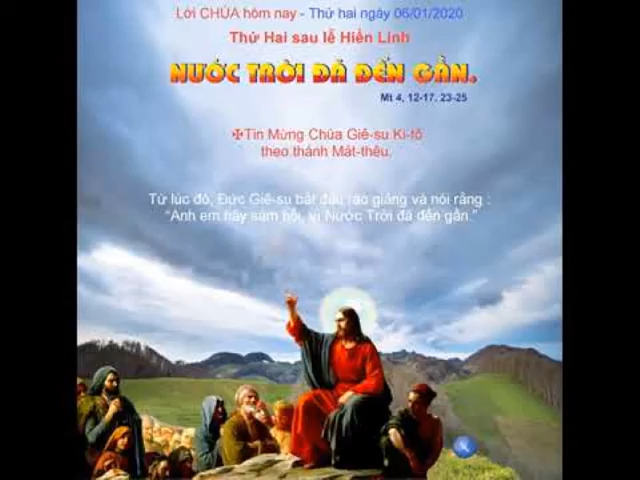 Lời CHÚA hôm nay - Thứ hai ngày 06/01/2020
Thứ Hai sau lễ Hiển Linh
NƯỚC TRỜI ĐÃ ĐẾN GẦN.
Mt 4, 12-17. 23-25
✠Tin Mừng Chúa Giê-su Ki-tô
theo thánh Mát-thêu.
Từ lúc đó, Đức Giê-su bắt đầu rao giảng và nói rằng :
“Anh em hãy sám hối, vì Nước Trời đã đến gần.”